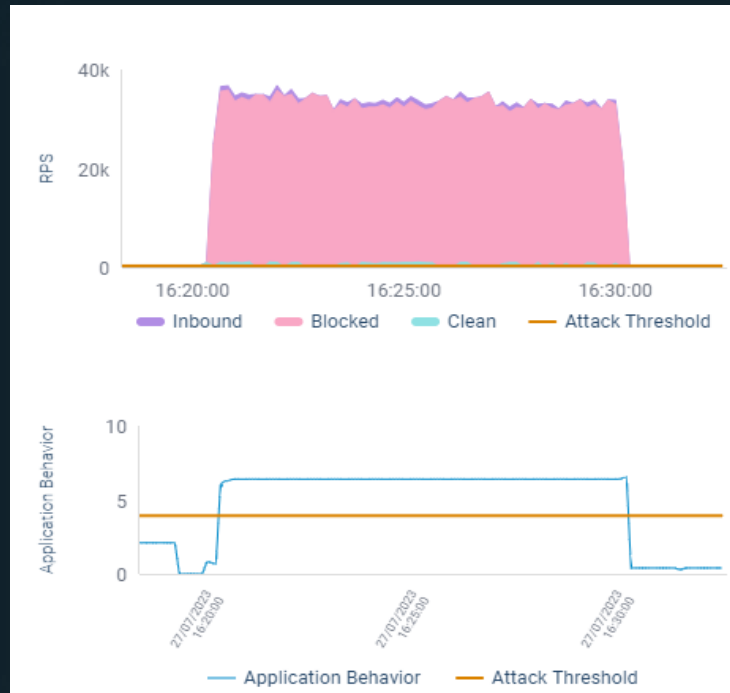 40k
RPS
20k
0
16:20:00 16:25:00 16:30:00
Inbound Blocked Clean Attack Threshold
10
Application Behavior
5
0
27/07/2023
16:20:00
27/07/2023
16:25:00
27/07/2023
16:30:00
Application Behavior Attack Threshold